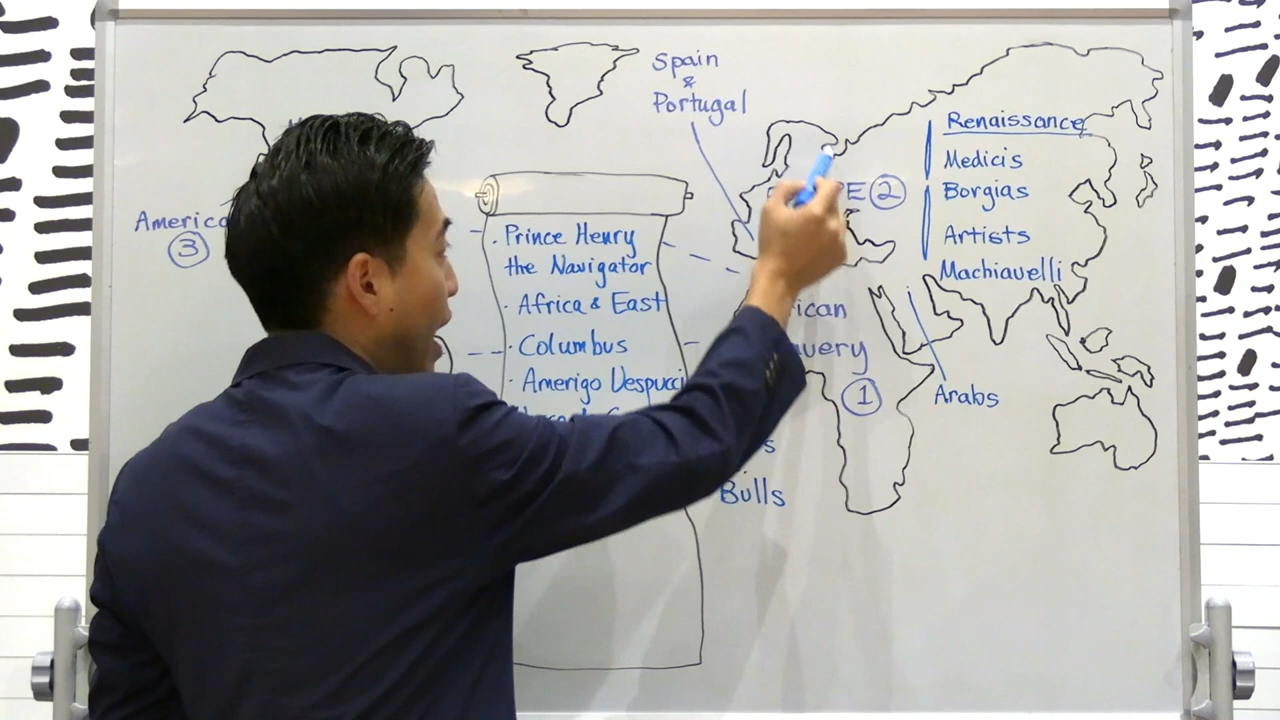 Spain
&
Portugal
America
3
E 2
Renaissance
Medicis
Borgias
Artists
Machiavelli
· Prince Henry
the Navigator
· Africa & East
· Columbus
· Amerigo Vespucci
1
Arabs
Bulls